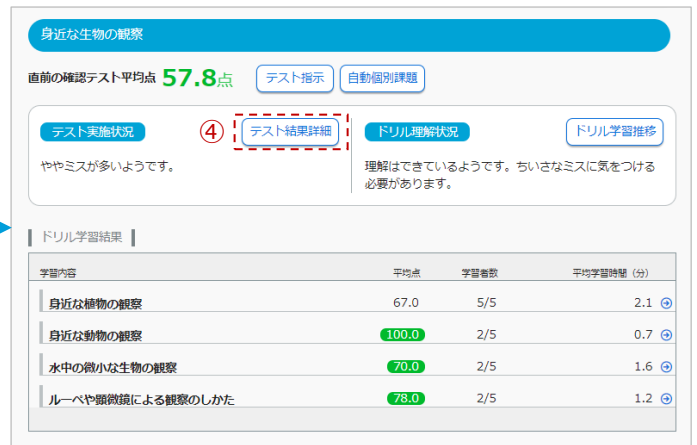 身近な生物の観察
直前の確認テスト平均点 57.8点 テスト指示 自動個別課題
テスト実施状況 ④ テスト結果詳細
ややミスが多いようです。
ドリル理解状況 ドリル学習推移
理解はできているようです。ちいさなミスに気をつける
必要があります。
ドリル学習結果
学習内容 平均点 学習者数 平均学習時間（分）
身近な植物の観察 67.0 5/5 2.1
身近な動物の観察 100.0 2/5 0.7
水中の微小な生物の観察 70.0 2/5 1.6
ルーペや顕微鏡による観察のしかた 78.0 2/5 1.2